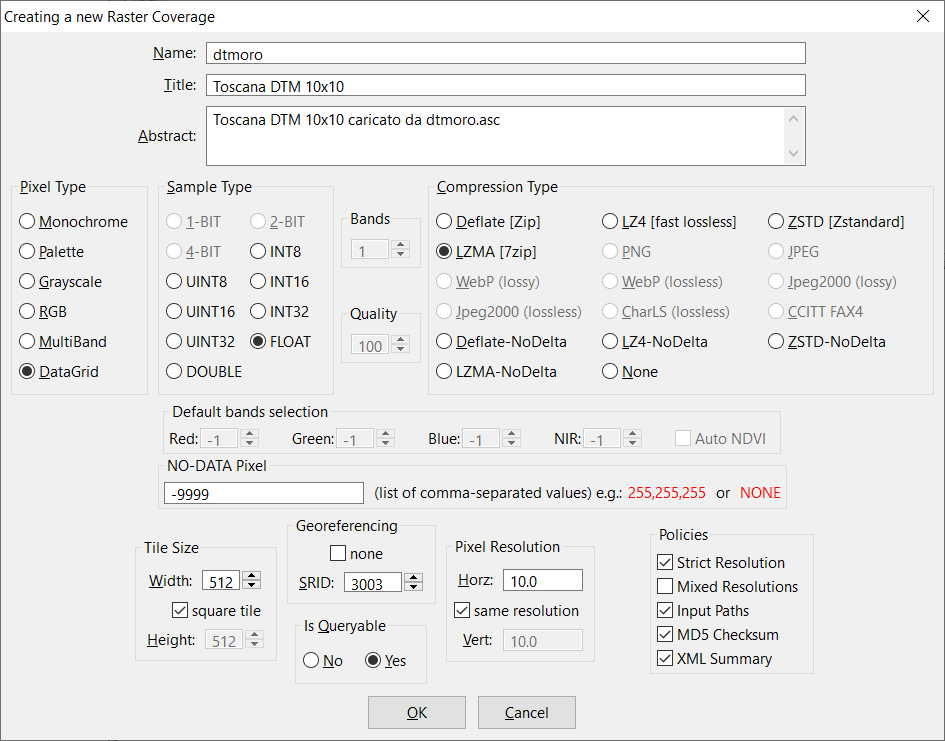 Creating a new Raster Coverage
Name: dtmoro
Title: Toscana DTM 10x10
Abstract: Toscana DTM 10x10 caricato da dtmoro.asc
Pixel Type
Monochrome
Palette
Grayscale
RGB
MultiBand
DataGrid
Sample Type
1-BIT 2-BIT
4-BIT INT8
UINT8 INT16
UINT16 INT32
UINT32 FLOAT
DOUBLE
Bands
1
Quality
100
Compression Type
Deflate [Zip] LZ4 [fast lossless] ZSTD [Zstandard]
LZMA [7zip] PNG JPEG
WebP (lossy) WebP (lossless) Jpeg2000 (lossy)
Jpeg2000 (lossless) CharLS (lossless) CCITT FAX4
Deflate-NoDelta LZ4-NoDelta ZSTD-NoDelta
LZMA-NoDelta None
Default bands selection
Red: -1 Green: -1 Blue: -1 NIR: -1 Auto NDVI
NO-DATA Pixel
-9999 (list of comma-separated values) e.g.: 255,255,255 or NONE
Tile Size
Width: 512
square tile
Height: 512
Georeferencing
none
SRID: 3003
Is Queryable
No Yes
Pixel Resolution
Horz: 10.0
same resolution
Vert: 10.0
Policies
Strict Resolution
Mixed Resolutions
Input Paths
MD5 Checksum
XML Summary
OK Cancel